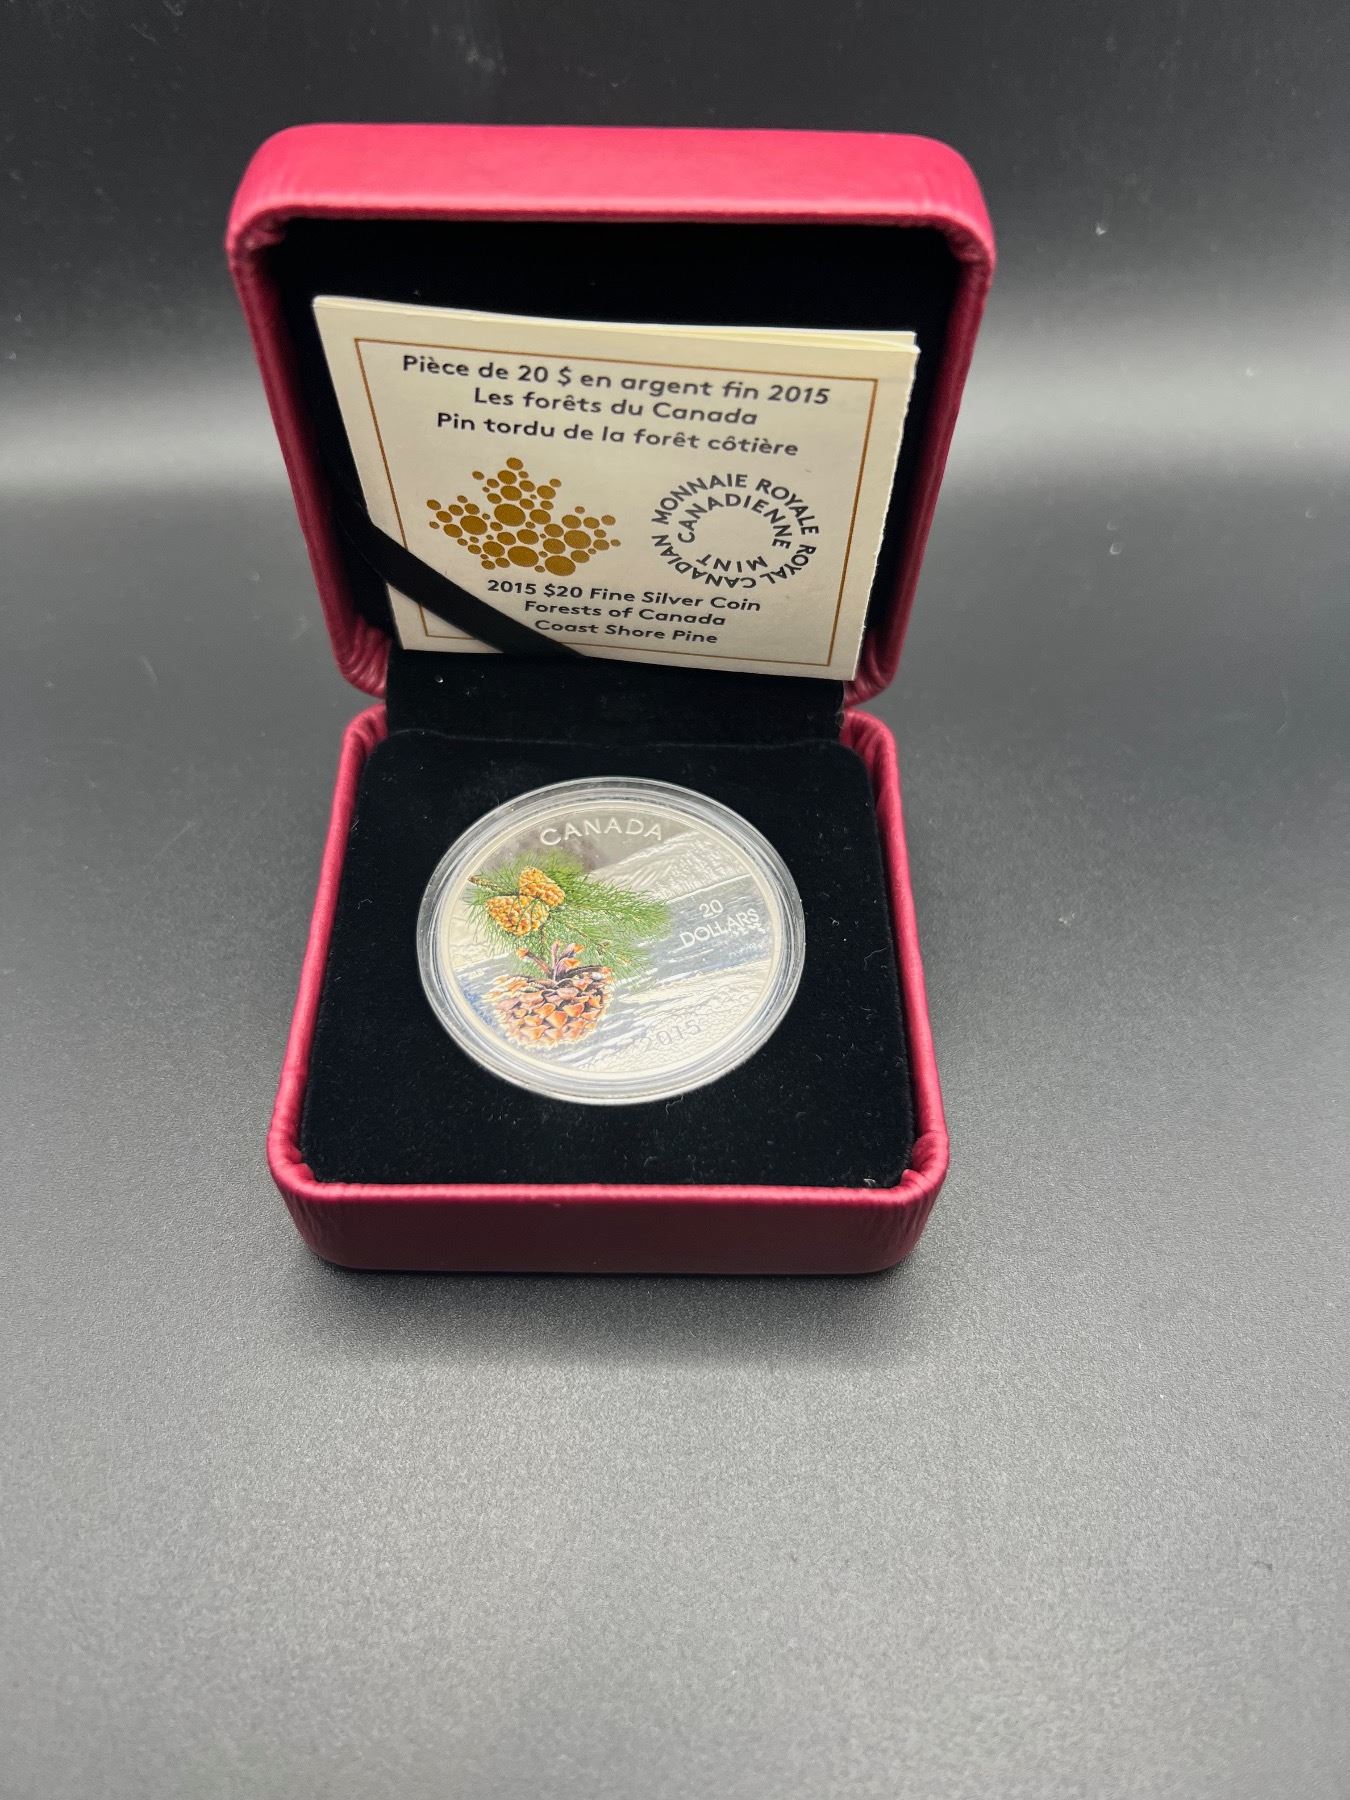 Pièce de 20 $ en argent fin 2015
Les forêts du Canada
Pin tordu de la forêt côtière
MONNAIE ROYALE CANADIENNE
ROYAL CANADIAN MINT
2015 $20 Fine Silver Coin
Forests of Canada
Coast Shore Pine
CANADA
20
DOLLARS
2015